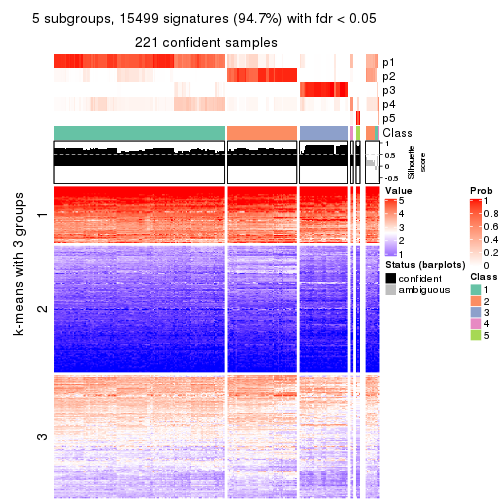 5 subgroups, 15499 signatures (94.7%) with fdr < 0.05
221 confident samples
p1
p2
p3
p4
p5
Class
1
0.5
0
-0.5
Silhouette
score
k-means with 3 groups
1
2
3
Value
5
4
3
2
1
Status (barplots)
confident
ambiguous
Prob
1
0.8
0.6
0.4
0.2
0
Class
1
2
3
4
5